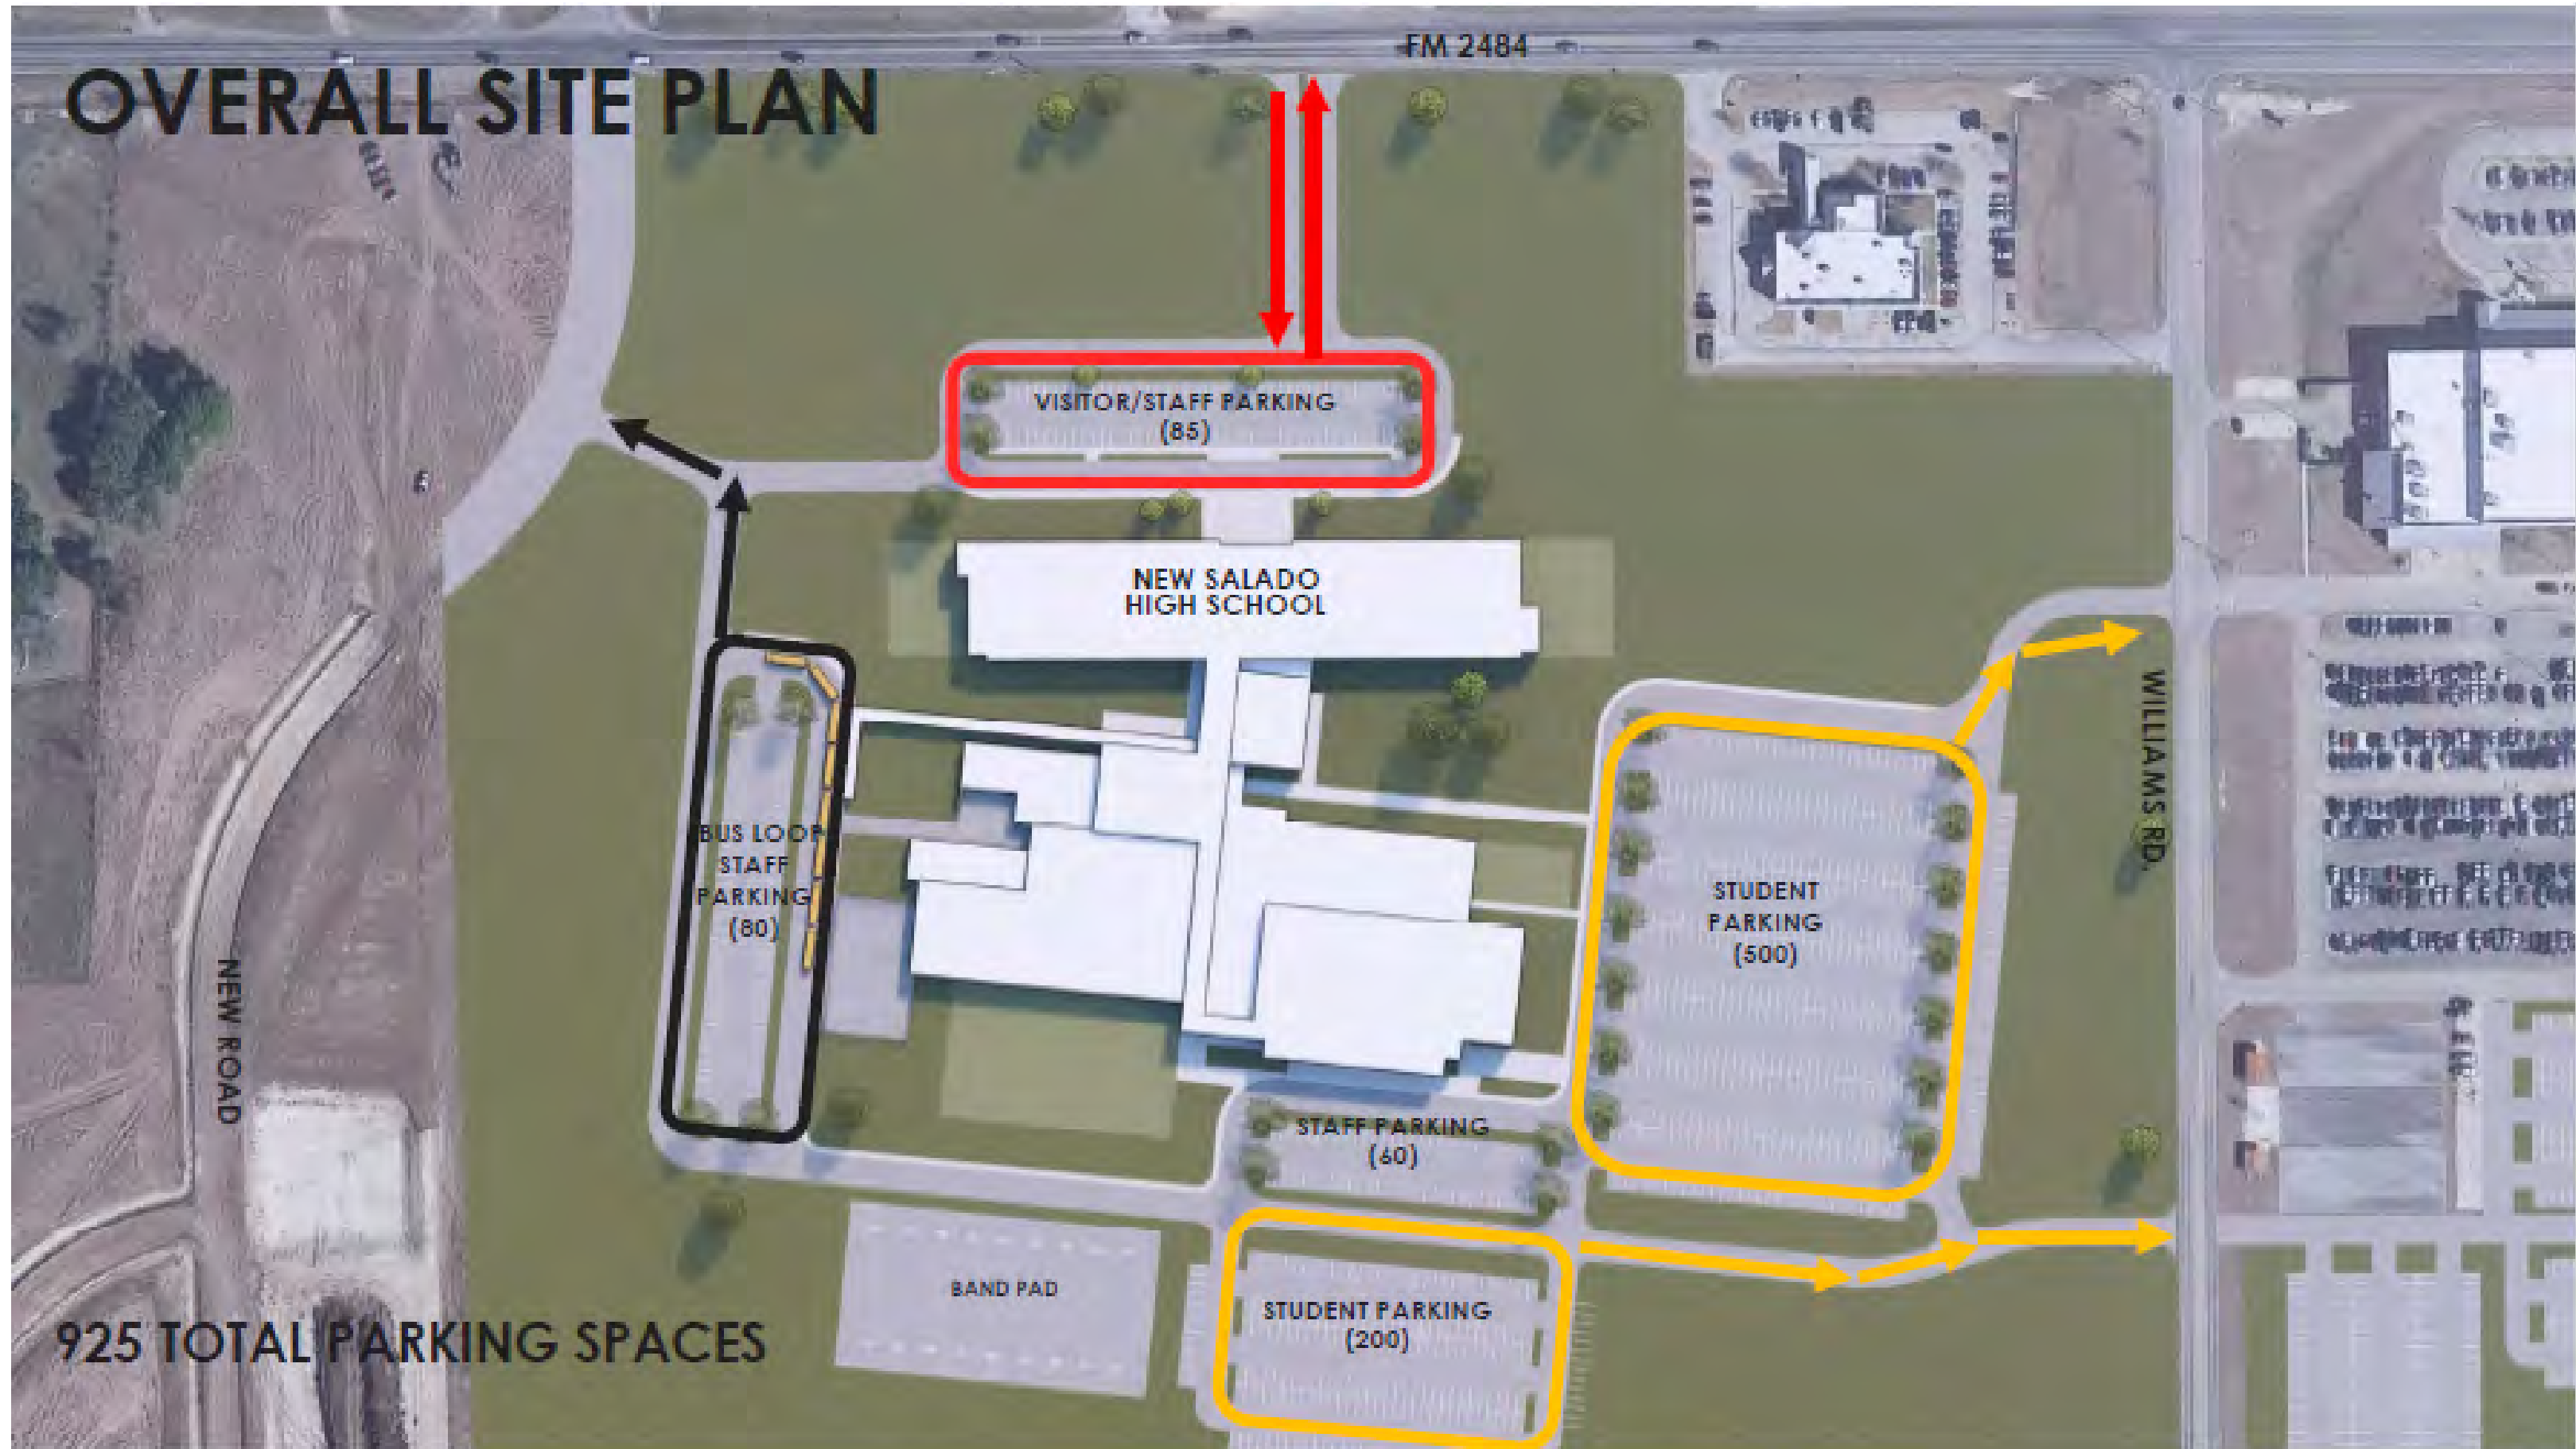 FM 2484
OVERALL SITE PLAN
VISITOR/STAFF PARKING
(85)
NEW SALADO
HIGH SCHOOL
WILLIAMS RD.
BUS LOOP
STAFF
PARKING
(80)
STUDENT
PARKING
(500)
NEW ROAD
STAFF PARKING
(60)
BAND PAD
STUDENT PARKING
(200)
925 TOTAL PARKING SPACES